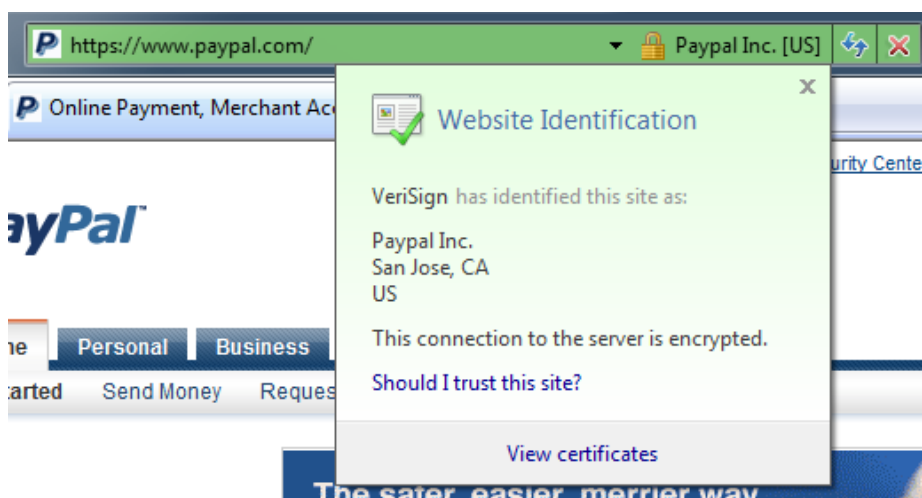 https://www.paypal.com/ Paypal Inc. [US]
Online Payment, Merchant Acc
Website Identification
urity Cente
VeriSign has identified this site as:
ayPal
Paypal Inc.
San Jose, CA
US
This connection to the server is encrypted.
me Personal Business
Should I trust this site?
tarted Send Money Reques
View certificates
The safer, easier, merrier way